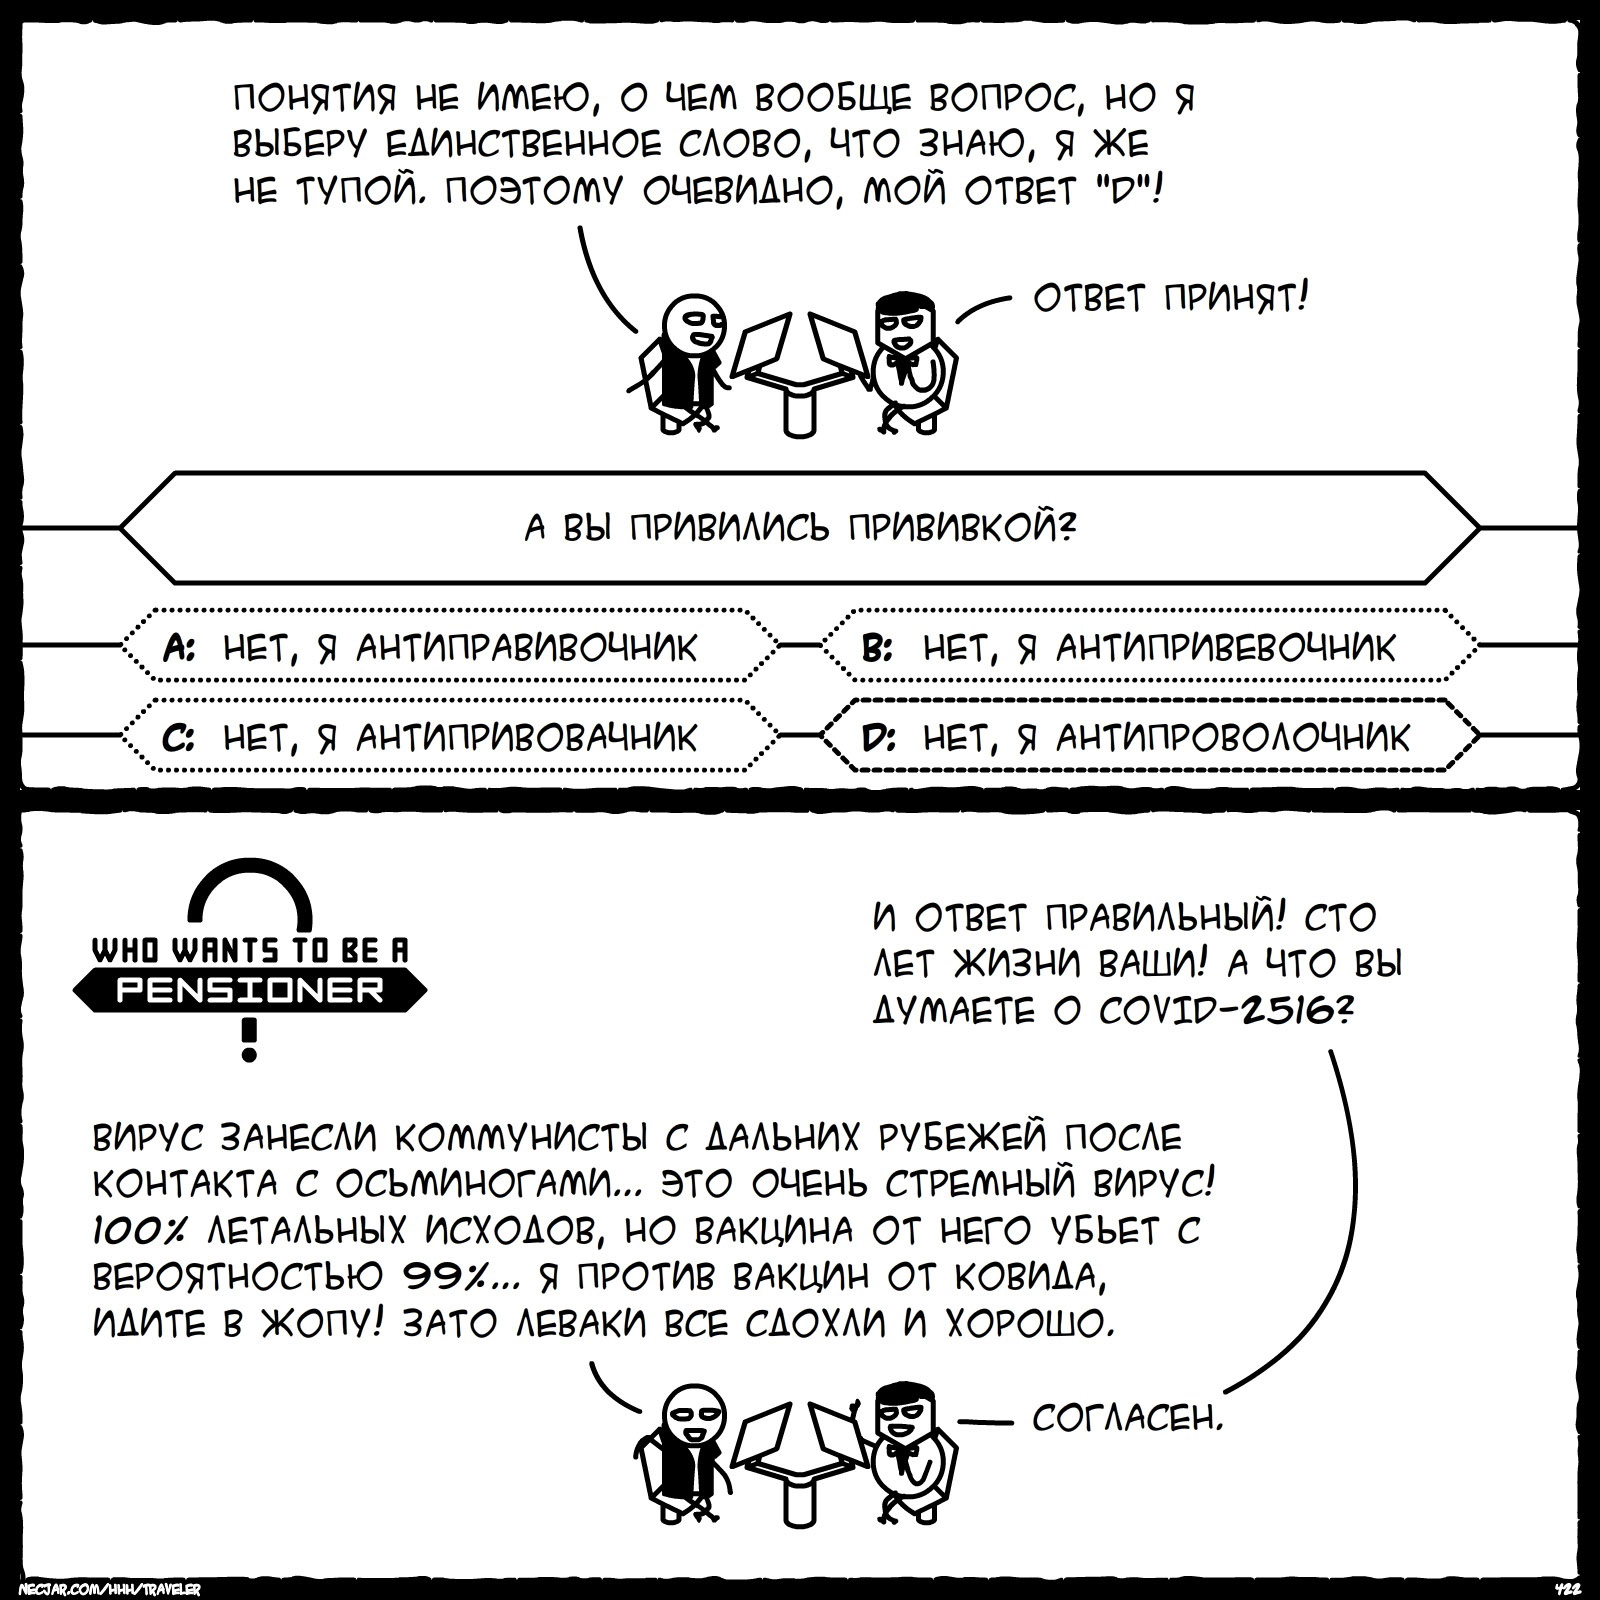 ПОНЯТИЯ НЕ ИМЕЮ, О ЧЕМ ВООБЩЕ ВОПРОС, НО Я
ВЫБЕРУ ЕДИНСТВЕННОЕ СЛОВО, ЧТО ЗНАЮ, Я ЖЕ
НЕ ТУПОЙ. ПОЭТОМУ ОЧЕВИДНО, МОЙ ОТВЕТ "D"!
ОТВЕТ ПРИНЯТ!
А ВЫ ПРИВИЛИСЬ ПРИВИВКОЙ?
A: НЕТ, Я АНТИПРАВИВОЧНИК
B: НЕТ, Я АНТИПРИВЕВОЧНИК
C: НЕТ, Я АНТИПРИВОВАЧНИК
D: НЕТ, Я АНТИПРОВОЛОЧНИК
WHO WANTS TO BE A
PENSIONER
!
И ОТВЕТ ПРАВИЛЬНЫЙ! СТО
ЛЕТ ЖИЗНИ ВАШИ! А ЧТО ВЫ
ДУМАЕТЕ О COVID-2516?
ВИРУС ЗАНЕСЛИ КОММУНИСТЫ С ДАЛЬНИХ РУБЕЖЕЙ ПОСЛЕ
КОНТАКТА С ОСЬМИНОГАМИ... ЭТО ОЧЕНЬ СТРЕМНЫЙ ВИРУС!
100% ЛЕТАЛЬНЫХ ИСХОДОВ, НО ВАКЦИНА ОТ НЕГО УБЬЕТ С
ВЕРОЯТНОСТЬЮ 99%... Я ПРОТИВ ВАКЦИН ОТ КОВИДА,
ИДИТЕ В ЖОПУ! ЗАТО ЛЕВАКИ ВСЕ СДОХЛИ И ХОРОШО.
СОГЛАСЕН.
NECJAR.COM/HHH/TRAVELER
422